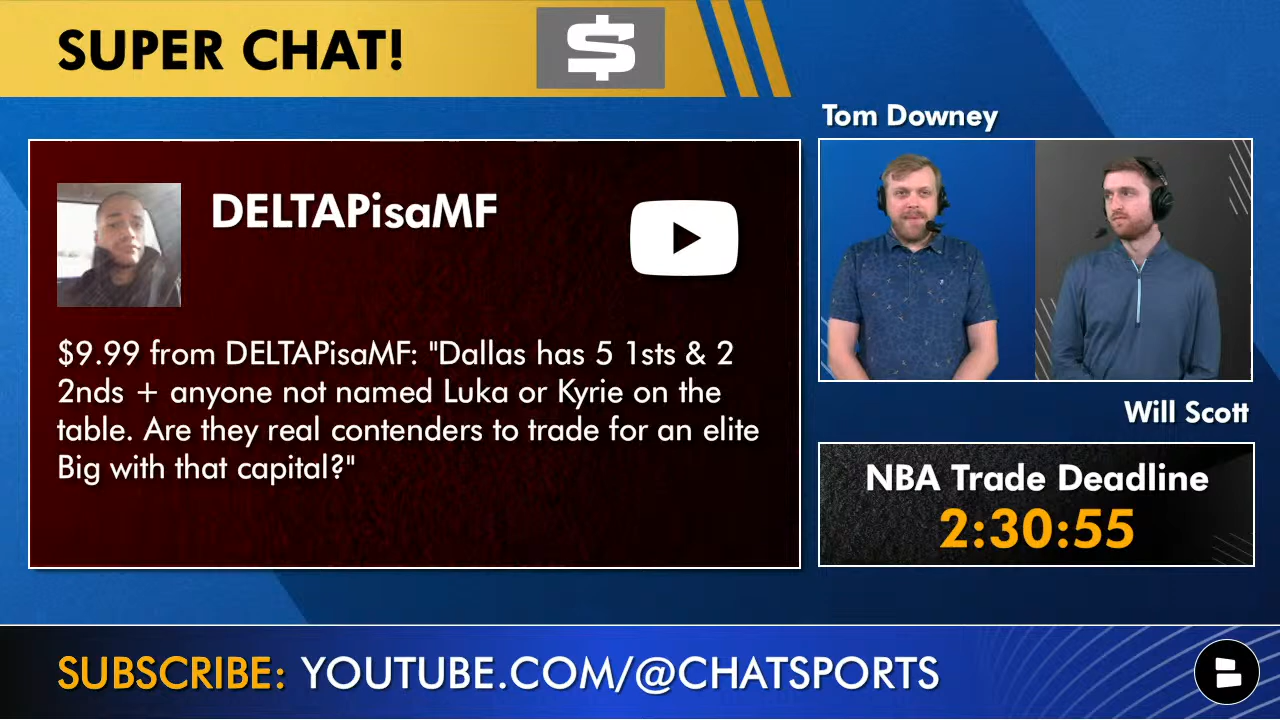 SUPER CHAT!
$
Tom Downey
DELTAPisaMF
$9.99 from DELTAPisaMF: "Dallas has 5 1sts & 2
2nds + anyone not named Luka or Kyrie on the
table. Are they real contenders to trade for an elite
Big with that capital?"
Will Scott
NBA Trade Deadline
2:30:55
SUBSCRIBE: YOUTUBE.COM/@CHATSPORTS